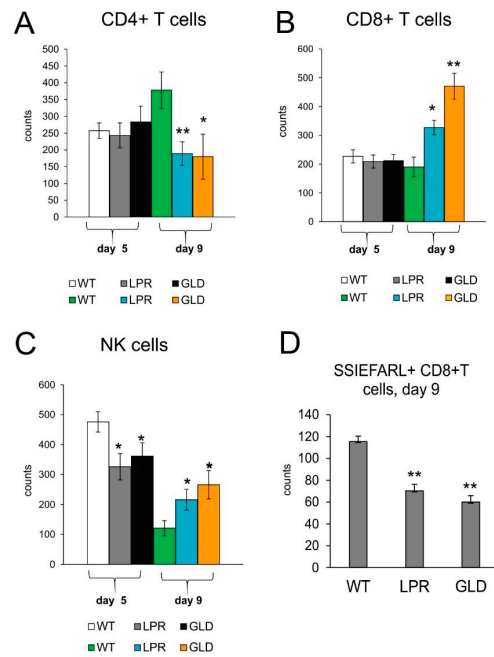 A
CD4+ T cells
counts
500
450
400
350
300
250
200
150
100
50
0
** *
day 5 day 9
WT LPR GLD
WT LPR GLD
B
CD8+ T cells
counts
600
500
400
300
200
100
0
* **
day 5 day 9
WT LPR GLD
WT LPR GLD
C
NK cells
counts
600
500
400
300
200
100
0
* * * *
day 5 day 9
WT LPR GLD
WT LPR GLD
D
SSIEFARL+ CD8+T
cells, day 9
counts
140
120
100
80
60
40
20
0
** **
WT LPR GLD